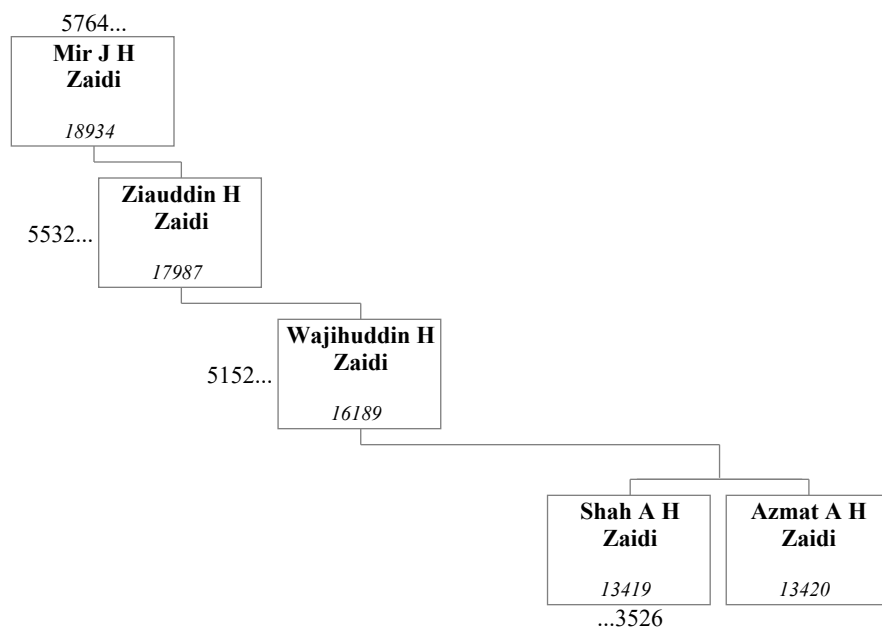 5764...
Mir J H
Zaidi
18934
Ziauddin H
Zaidi
5532...
17987
Wajihuddin H
Zaidi
5152...
16189
Shah A H
Zaidi
13419
...3526
Azmat A H
Zaidi
13420